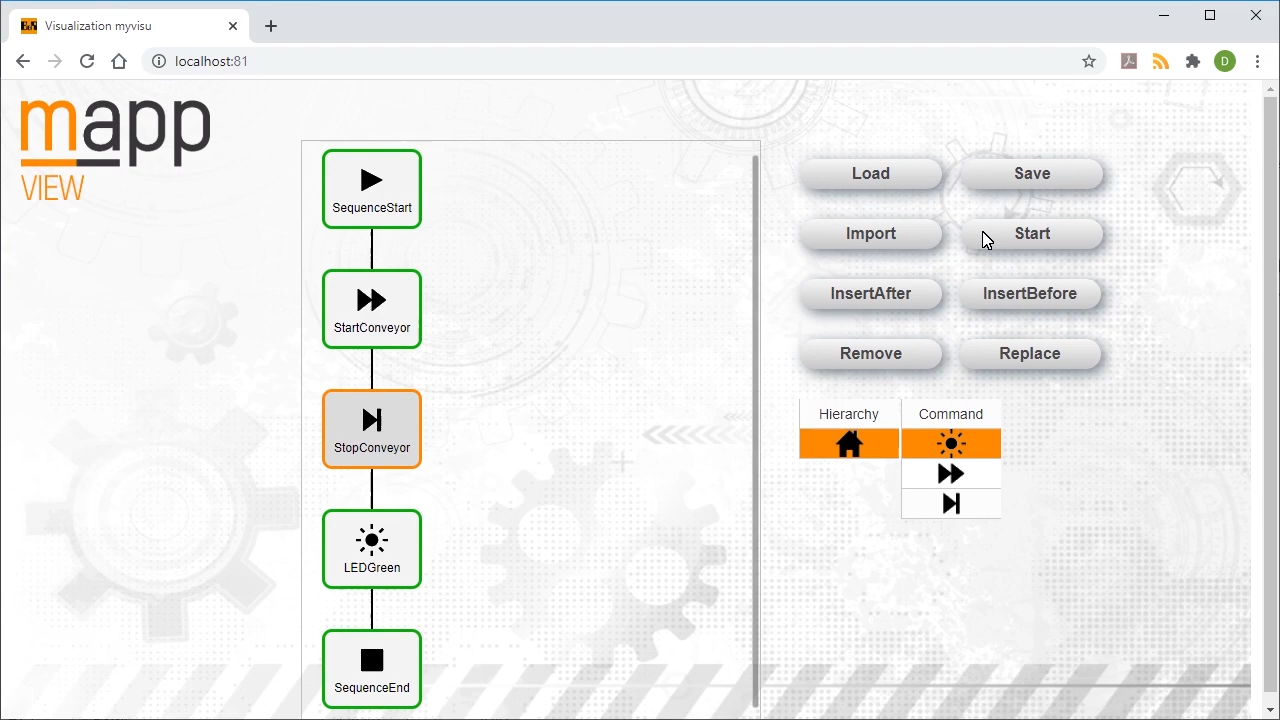 Visualization myvisu
localhost:81
D
mapp
VIEW
SequenceStart
StartConveyor
StopConveyor
LEDGreen
SequenceEnd
Load
Save
Import
Start
InsertAfter
InsertBefore
Remove
Replace
Hierarchy
Command